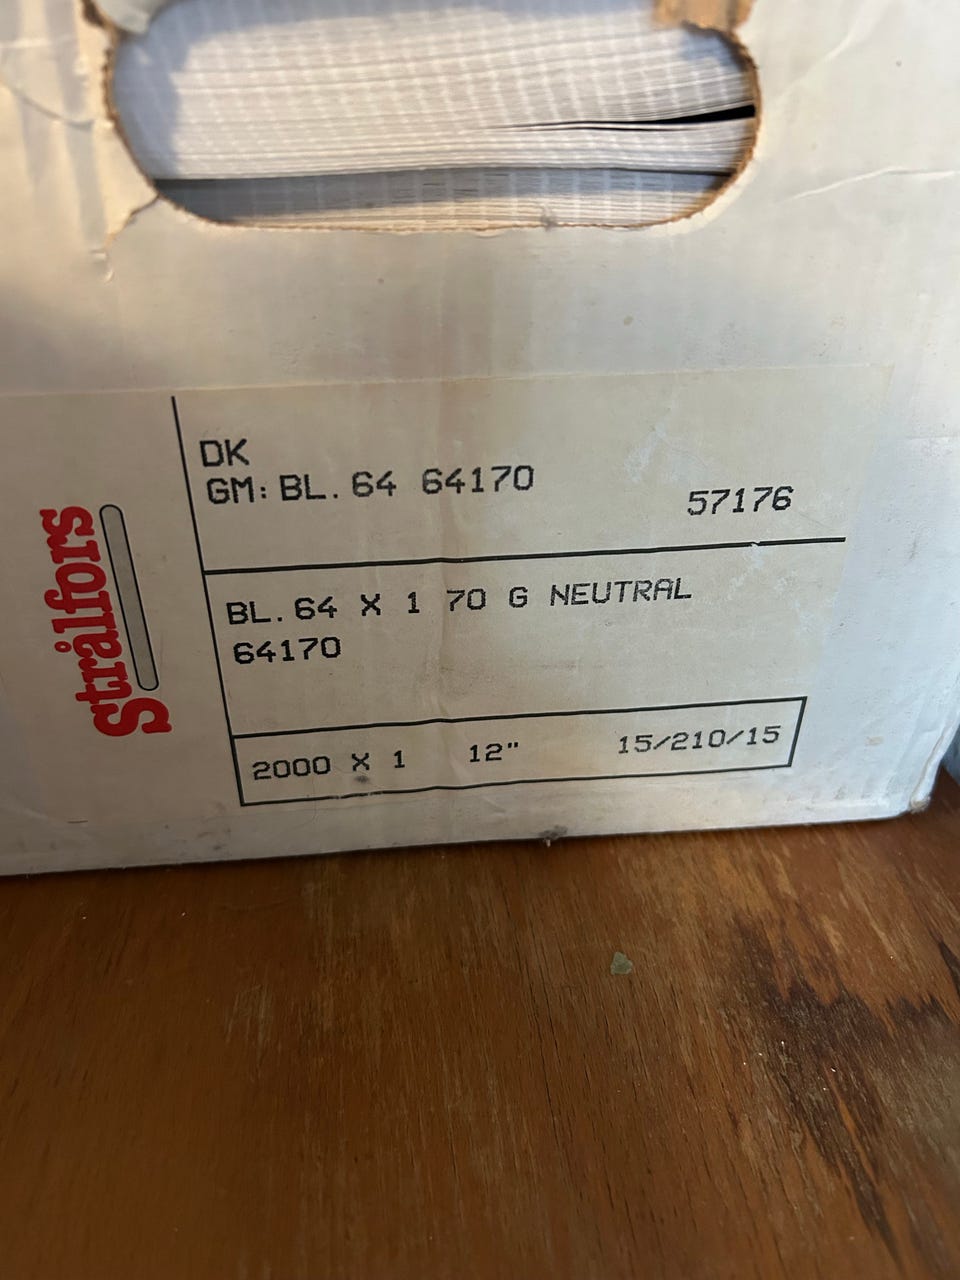 Strålfors
DK
GM: BL. 64 64170
57176
BL. 64 X 1 70 G NEUTRAL
64170
2000 X 1 12" 15/210/15